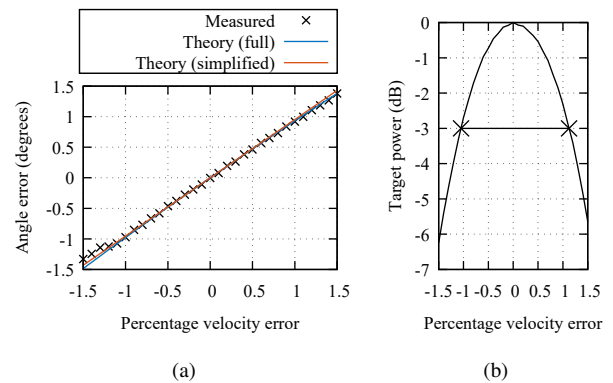 Measured
Theory (full)
Theory (simplified)
Angle error (degrees)
1.5
1
0.5
0
-0.5
-1
-1.5
-1.5 -1 -0.5 0 0.5 1 1.5
Percentage velocity error
(a)
Target power (dB)
0
-1
-2
-3
-4
-5
-6
-7
-1.5 -1 -0.5 0 0.5 1 1.5
Percentage velocity error
(b)